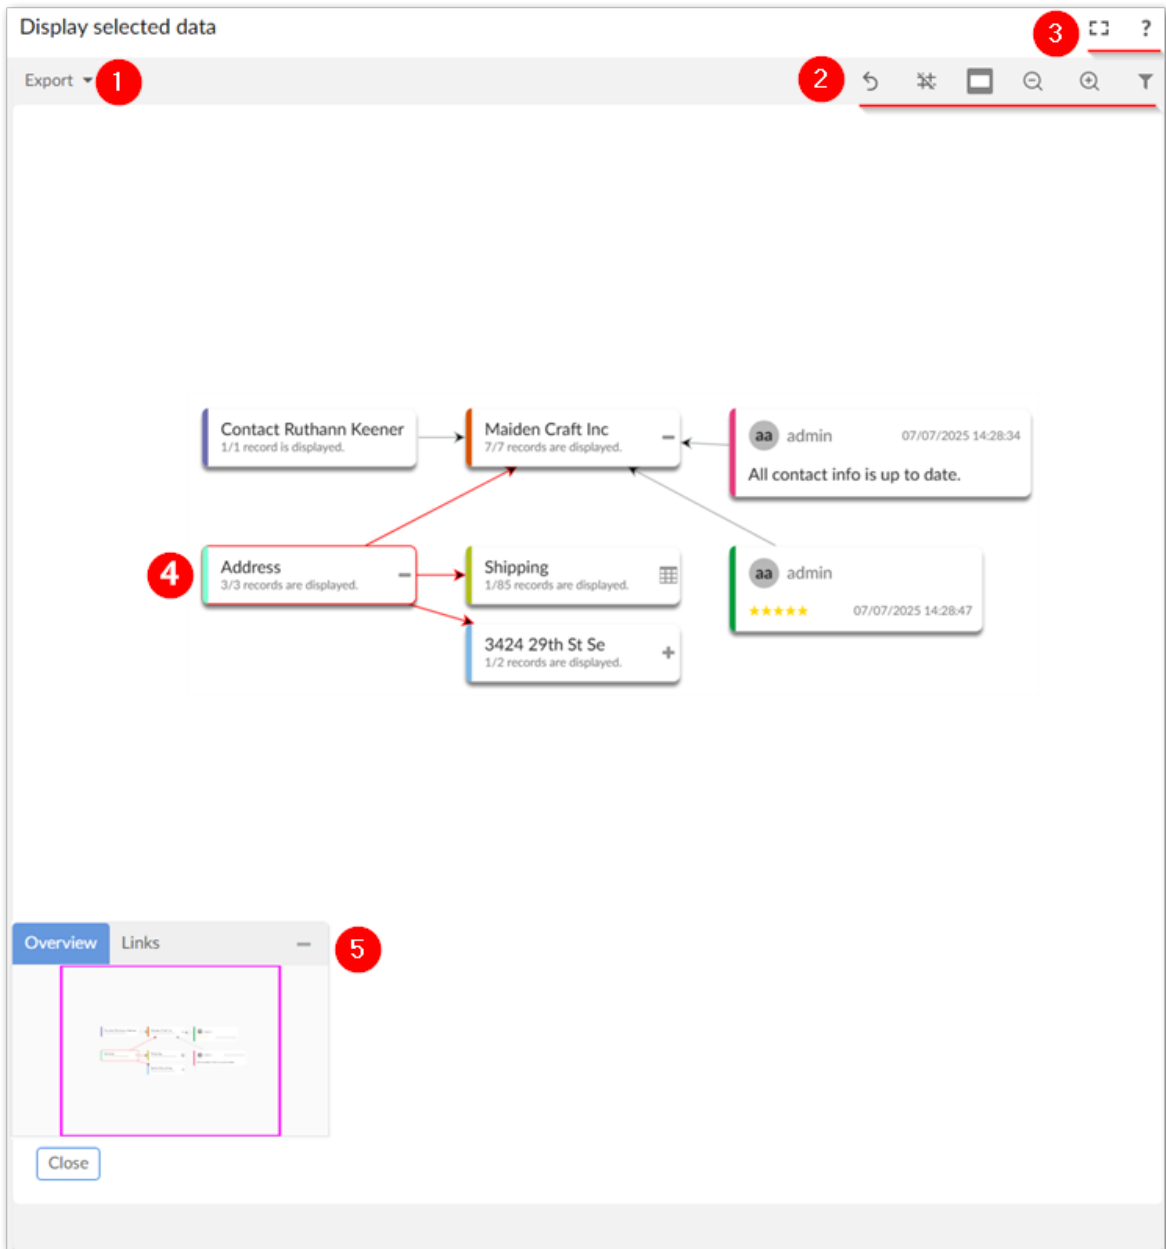 Display selected data
3
?
Export
1
2
Contact Ruthann Keener
1/1 record is displayed.
Maiden Craft Inc
7/7 records are displayed.
aa admin 07/07/2025 14:28:34
All contact info is up to date.
4
Address
3/3 records are displayed.
Shipping
1/85 records are displayed.
aa admin
07/07/2025 14:28:47
3424 29th St Se
1/2 records are displayed.
Overview Links
5
Close